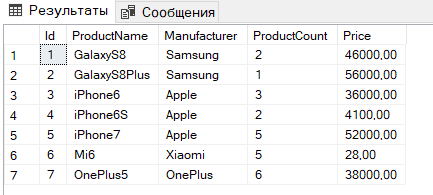 Результаты Сообщения
Id ProductName Manufacturer ProductCount Price
1 1 GalaxyS8 Samsung 2 46000,00
2 2 GalaxyS8Plus Samsung 1 56000,00
3 3 iPhone6 Apple 3 36000,00
4 4 iPhone6S Apple 2 4100,00
5 5 iPhone7 Apple 5 52000,00
6 6 Mi6 Xiaomi 5 28,00
7 7 OnePlus5 OnePlus 6 38000,00